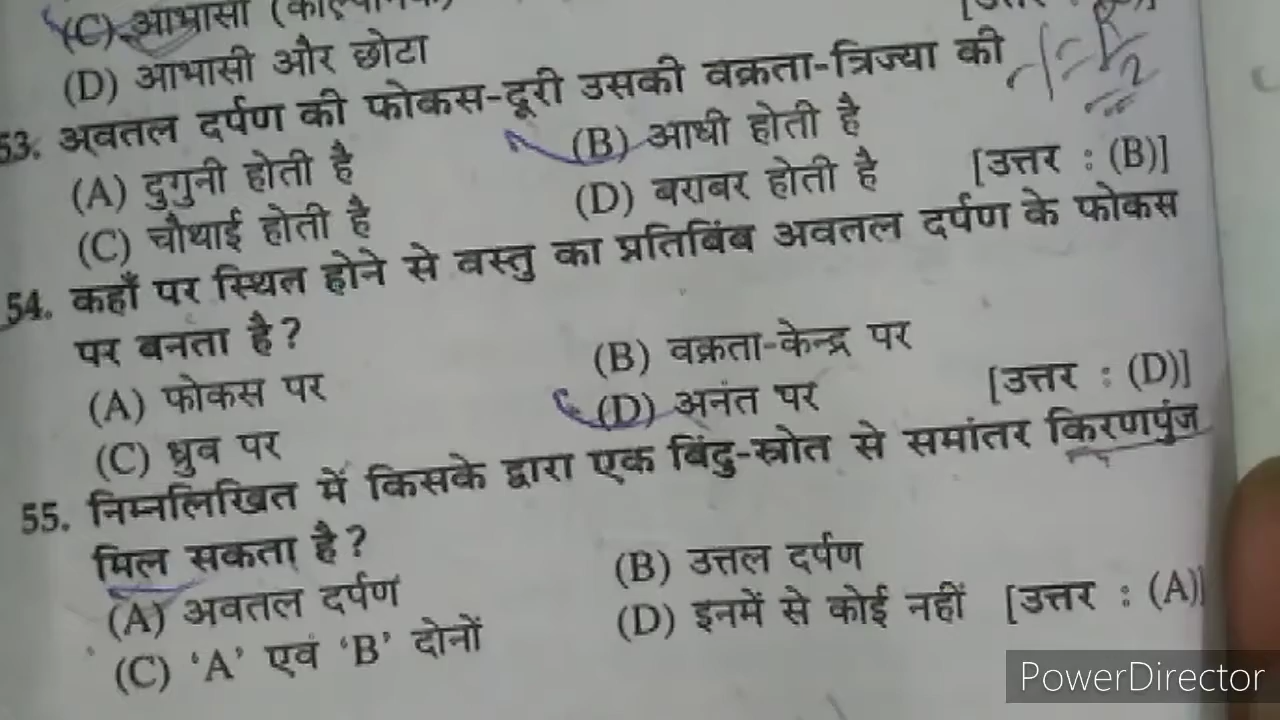 (C) आभासी (काल्पनिक)
(D) आभासी और छोटा
53. अवतल दर्पण की फोकस-दूरी उसकी वक्रता-त्रिज्या की
(A) दुगुनी होती है (B) आधी होती है
(C) चौथाई होती है (D) बराबर होती है [उत्तर : (B)]
54. कहाँ पर स्थित होने से वस्तु का प्रतिबिंब अवतल दर्पण के फोकस
पर बनता है?
(A) फोकस पर (B) वक्रता-केन्द्र पर
(C) ध्रुव पर (D) अनंत पर [उत्तर : (D)]
55. निम्नलिखित में किसके द्वारा एक बिंदु-स्रोत से समांतर किरणपुंज
मिल सकता है?
(A) अवतल दर्पण (B) उत्तल दर्पण
(C) ‘A’ एवं ‘B’ दोनों (D) इनमें से कोई नहीं [उत्तर : (A)]
PowerDirector